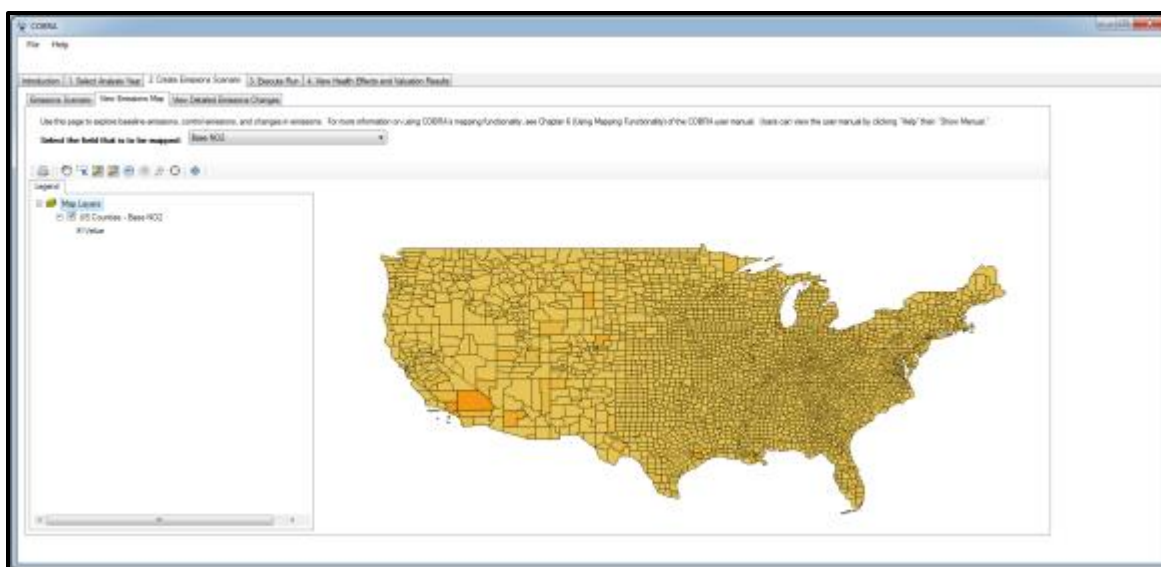 COBRA
File Help
Introduction 1. Select Analysis Year 2. Create Emissions Scenario 3. Execute Run 4. View Health Effects and Valuation Results
Emissions Scenario View Emissions Map View Detailed Emissions Changes
Use this page to explore baseline emissions, control emissions, and changes in emissions. For more information on using COBRA's mapping functionality, see Chapter 6 (Using Mapping Functionality) of the COBRA user manual. Users can view the user manual by clicking "Help" then "Show Manual."
Select the field that is to be mapped: Base NO2
Legend
Map Layers
US Counties - Base NO2
Value